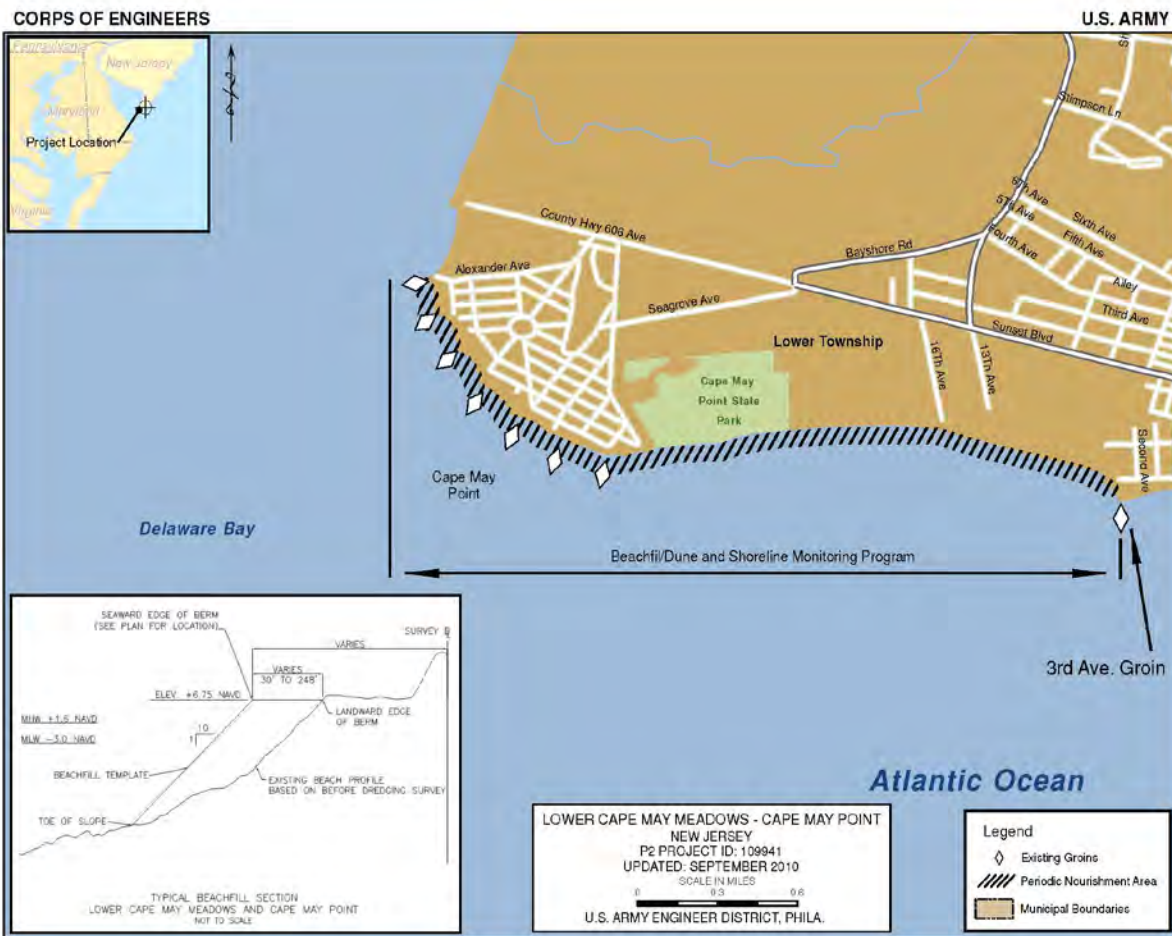 CORPS OF ENGINEERS
U.S. ARMY
Pennsylvania
New Jersey
Maryland
Project Location
Virginia
Stimpson Ln
6Th Ave
5Th Ave
Sixth Ave
Fifth Ave
Fourth Ave
Alley
Third Ave
County Hwy 606 Ave
Bayshore Rd
Alexander Ave
Seagrove Ave
Sunset Blvd
Lower Township
16Th Ave
13Th Ave
Second Ave
Cape May
Point State
Park
Cape May
Point
Delaware Bay
Beachfil/Dune and Shoreline Monitoring Program
3rd Ave. Groin
Atlantic Ocean
SEAWARD EDGE OF BERM
(SEE PLAN FOR LOCATION)
SURVEY
VARIES
VARIES
30' TO 248'
ELEV. +6.75 NAVD
LANDWARD EDGE
OF BERM
MHW +1.6 NAVD
MLW -3.0 NAVD
10
1
BEACHFILL TEMPLATE
EXISTING BEACH PROFILE
BASED ON BEFORE DREDGING SURVEY
TOE OF SLOPE
TYPICAL BEACHFILL SECTION
LOWER CAPE MAY MEADOWS AND CAPE MAY POINT
NOT TO SCALE
LOWER CAPE MAY MEADOWS - CAPE MAY POINT
NEW JERSEY
P2 PROJECT ID: 109941
UPDATED: SEPTEMBER 2010
SCALE IN MILES
0 0.3 0.6
U.S. ARMY ENGINEER DISTRICT, PHILA.
Legend
Existing Groins
Periodic Nourishment Area
Municipal Boundaries